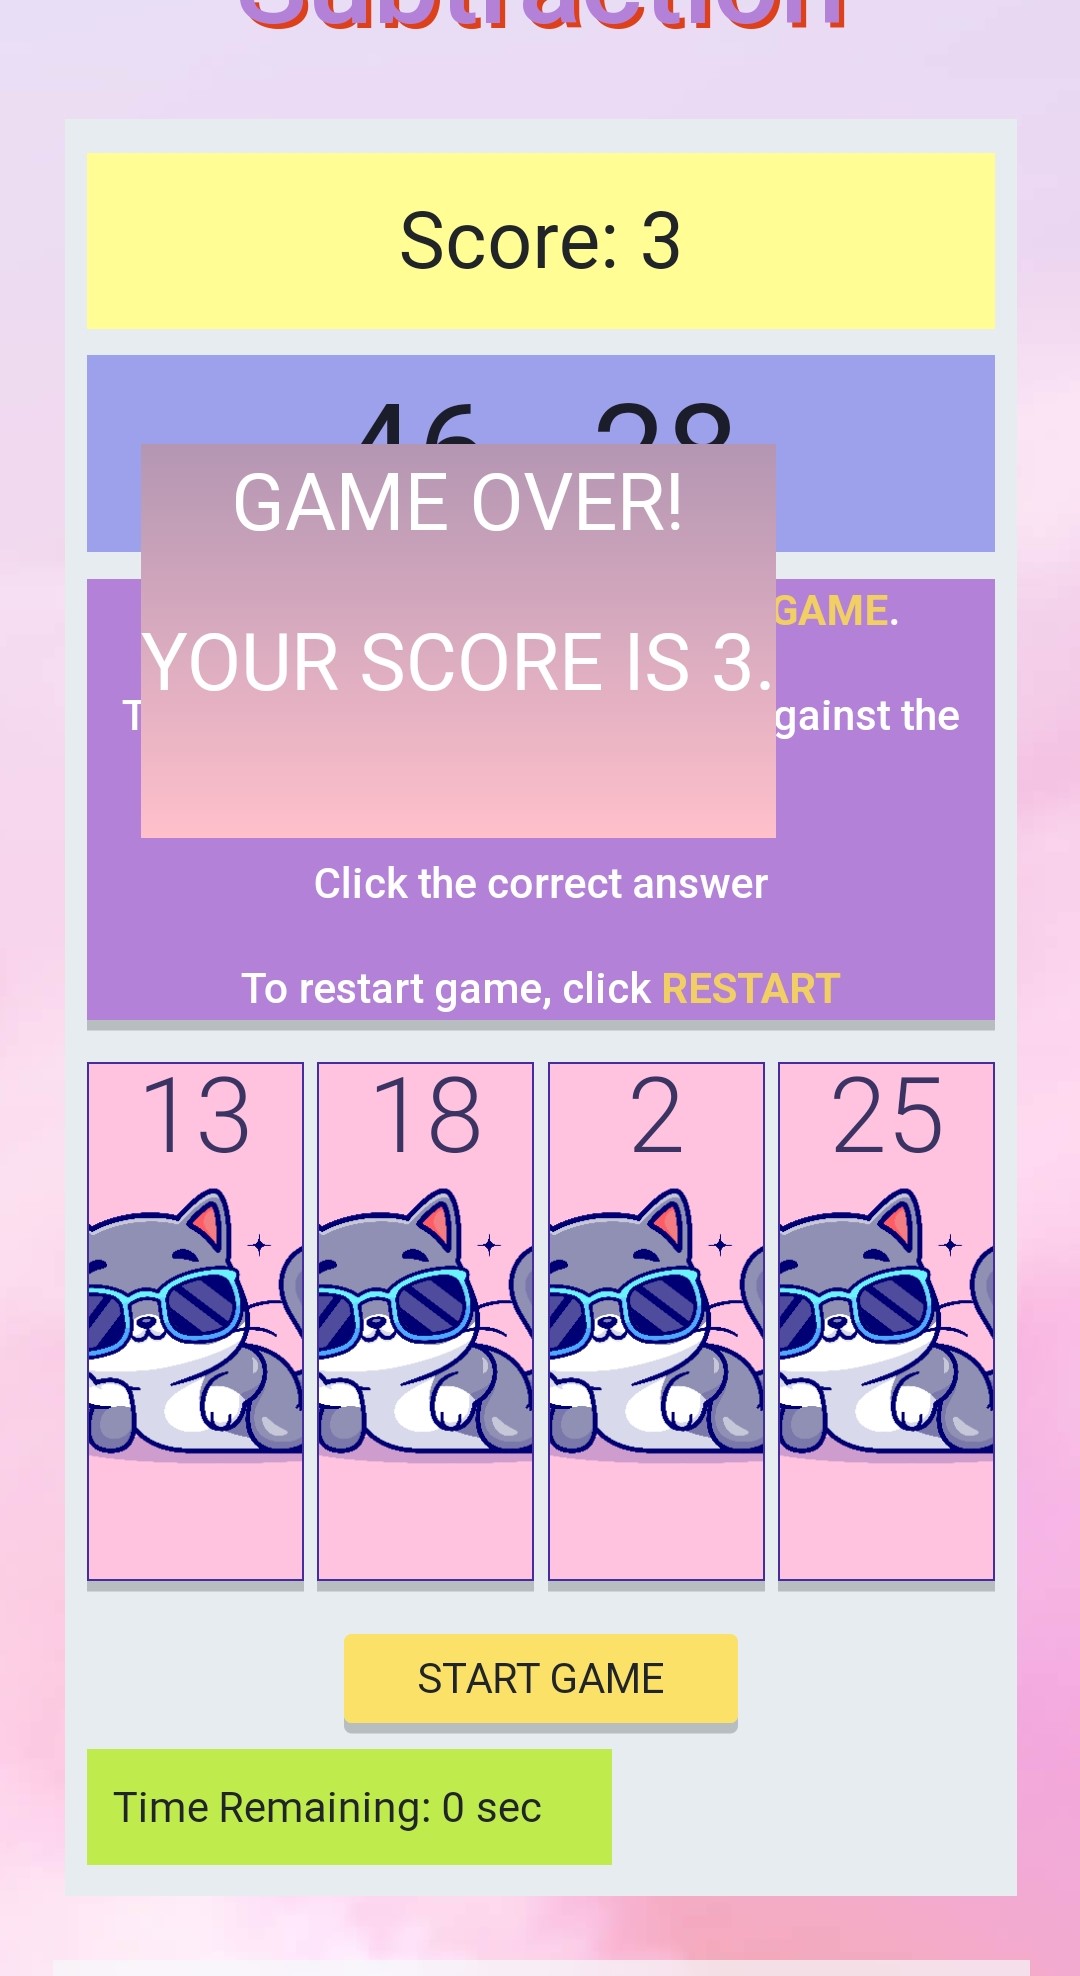 Subtraction
Score: 3
46 - 28
GAME OVER!
YOUR SCORE IS 3.
GAME.
gainst the
Click the correct answer
To restart game, click RESTART
13
18
2
25
START GAME
Time Remaining: 0 sec